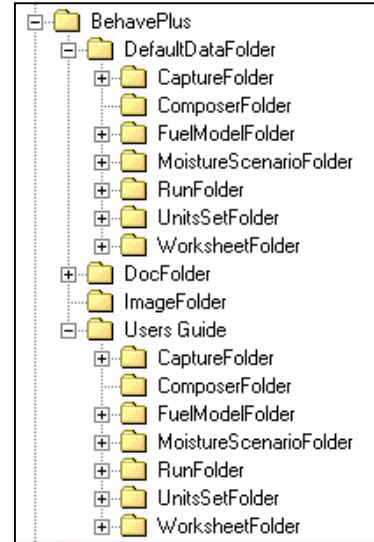 BehavePlus
DefaultDataFolder
CaptureFolder
ComposerFolder
FuelModelFolder
MoistureScenarioFolder
RunFolder
UnitsSetFolder
WorksheetFolder
DocFolder
ImageFolder
Users Guide
CaptureFolder
ComposerFolder
FuelModelFolder
MoistureScenarioFolder
RunFolder
UnitsSetFolder
WorksheetFolder